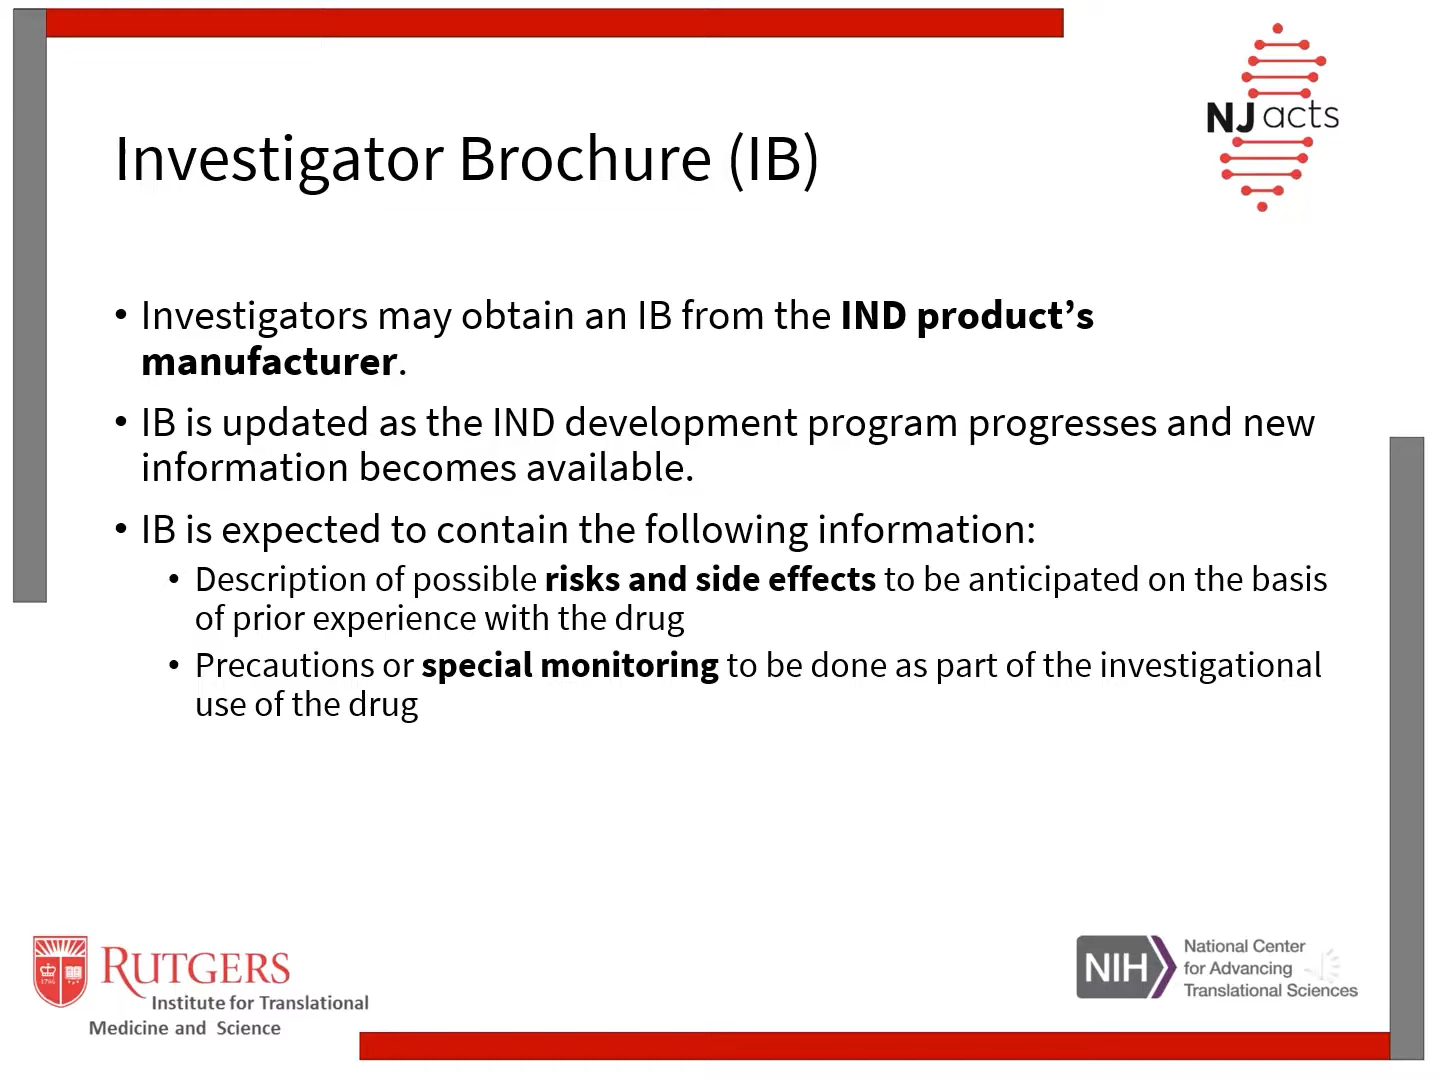 NJ acts
Investigator Brochure (IB)
• Investigators may obtain an IB from the IND product’s
manufacturer.
• IB is updated as the IND development program progresses and new
information becomes available.
• IB is expected to contain the following information:
• Description of possible risks and side effects to be anticipated on the basis
of prior experience with the drug
• Precautions or special monitoring to be done as part of the investigational
use of the drug
1766
RUTGERS
Institute for Translational
Medicine and Science
NIH
National Center
for Advancing
Translational Sciences